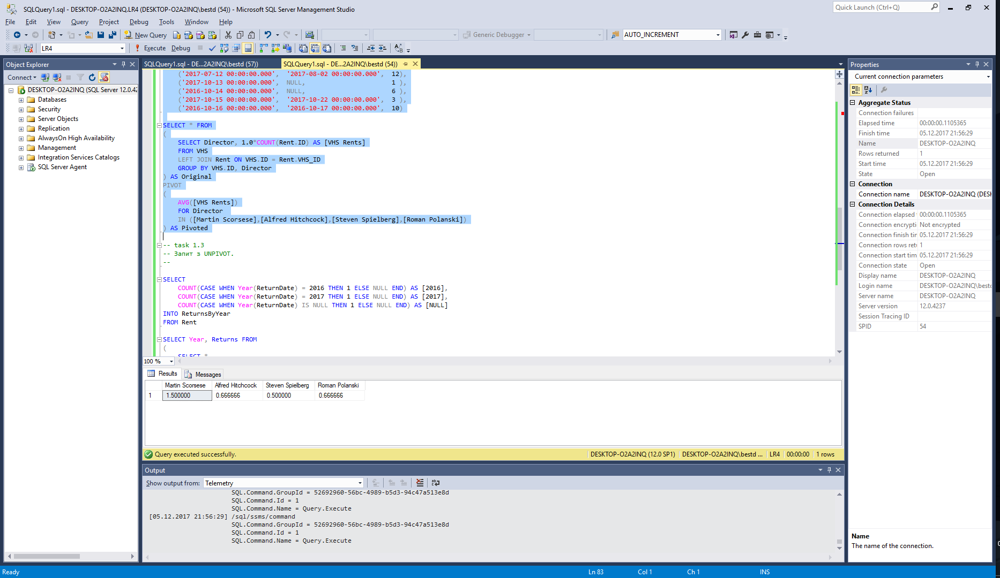 SQLQuery1.sql - DESKTOP-O2A2INQ.LR4 (DESKTOP-O2A2INQ\bestd (54)) - Microsoft SQL Server Management Studio
Quick Launch (Ctrl+Q)
File Edit View Query Project Debug Tools Window Help
New Query
Generic Debugger
AUTO_INCREMENT
LR4
Execute Debug
Object Explorer
Connect
DESKTOP-O2A2INQ (SQL Server 12.0.42
Databases
Security
Server Objects
Replication
AlwaysOn High Availability
Management
Integration Services Catalogs
SQL Server Agent
SQLQuery1.sql - DE...2A2INQ\bestd (57))
SQLQuery1.sql - DE...2A2INQ\bestd (54))
('2017-07-12 00:00:00.000', '2017-08-02 00:00:00.000', 12),
('2017-10-13 00:00:00.000', NULL, 1 ),
('2016-10-14 00:00:00.000', NULL, 6 ),
('2017-10-15 00:00:00.000', '2017-10-22 00:00:00.000', 3 ),
('2016-10-16 00:00:00.000', '2016-10-17 00:00:00.000', 10)
SELECT * FROM
(
SELECT Director, 1.0*COUNT(Rent.ID) AS [VHS Rents]
FROM VHS
LEFT JOIN Rent ON VHS.ID = Rent.VHS_ID
GROUP BY VHS.ID, Director
) AS Original
PIVOT
(
AVG([VHS Rents])
FOR Director
IN ([Martin Scorsese],[Alfred Hitchcock],[Steven Spielberg],[Roman Polanski])
) AS Pivoted
-- task 1.3
-- Запит з UNPIVOT.
--
SELECT
COUNT(CASE WHEN Year(ReturnDate) = 2016 THEN 1 ELSE NULL END) AS [2016],
COUNT(CASE WHEN Year(ReturnDate) = 2017 THEN 1 ELSE NULL END) AS [2017],
COUNT(CASE WHEN Year(ReturnDate) IS NULL THEN 1 ELSE NULL END) AS [NULL]
INTO ReturnsByYear
FROM Rent
SELECT Year, Returns FROM
(
SELECT *
100 %
Results Messages
Martin Scorsese Alfred Hitchcock Steven Spielberg Roman Polanski
1 1.500000 0.666666 0.500000 0.666666
Query executed successfully.
DESKTOP-O2A2INQ (12.0 SP1) DESKTOP-O2A2INQ\bestd ... LR4 00:00:00 1 rows
Output
Show output from: Telemetry
SQL.Command.GroupId = 52692960-56bc-4989-b5d3-94c47a513e8d
SQL.Command.Id = 1
SQL.Command.Name = Query.Execute
[05.12.2017 21:56:29] /sql/ssms/command
SQL.Command.GroupId = 52692960-56bc-4989-b5d3-94c47a513e8d
SQL.Command.Id = 1
SQL.Command.Name = Query.Execute
Properties
Current connection parameters
Aggregate Status
Connection failures
Elapsed time 00:00:00.1105365
Finish time 05.12.2017 21:56:29
Name DESKTOP-O2A2INQ
Rows returned 1
Start time 05.12.2017 21:56:29
State Open
Connection
Connection name DESKTOP-O2A2INQ (DESK
Connection Details
Connection elapsed 00:00:00.1105365
Connection encrypti Not encrypted
Connection finish tir 05.12.2017 21:56:29
Connection rows ret 1
Connection start tim 05.12.2017 21:56:29
Connection state Open
Display name DESKTOP-O2A2INQ
Login name DESKTOP-O2A2INQ\bestd
Server name DESKTOP-O2A2INQ
Server version 12.0.4237
Session Tracing ID
SPID 54
Name
The name of the connection.
Ready
Ln 83 Col 1 Ch 1 INS